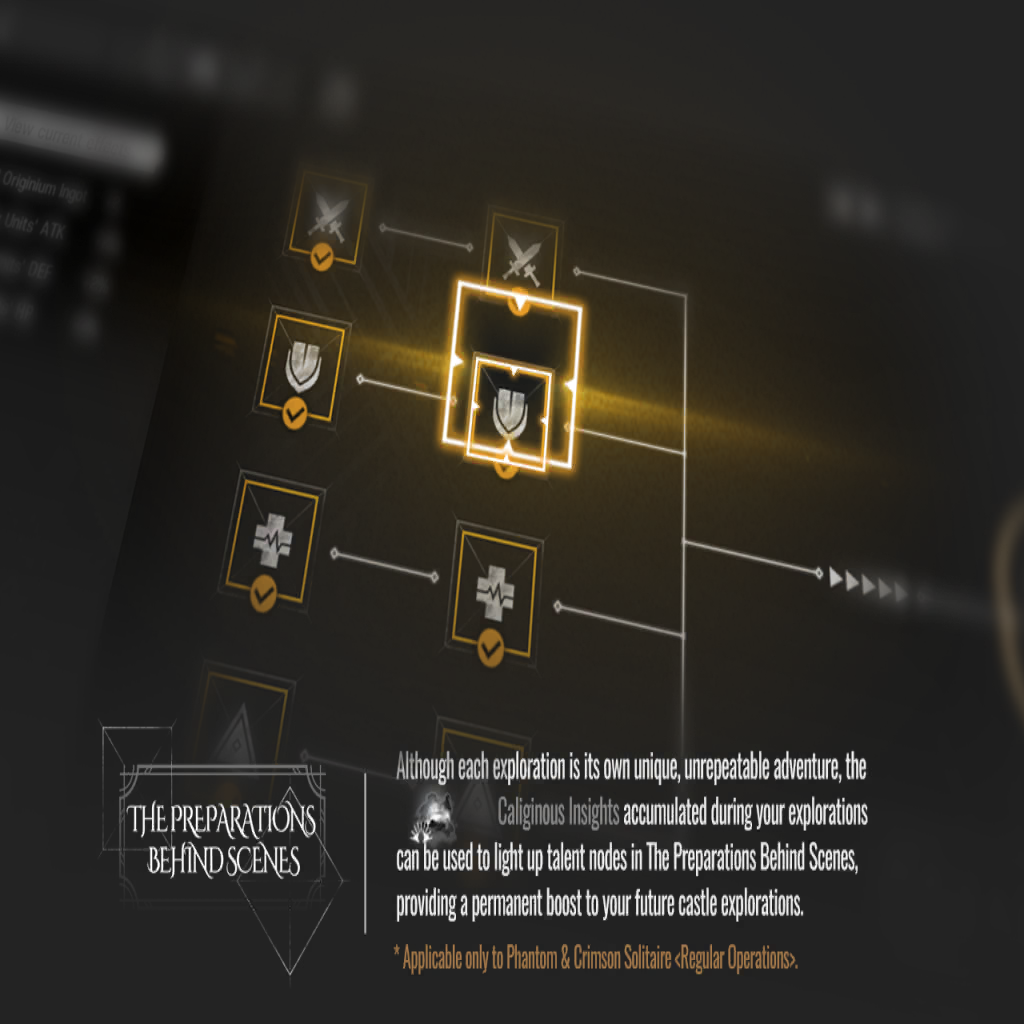 Originium Ingot
Units' ATK
DEF
THE PREPARATIONS
BEHIND SCENES
Although each exploration is its own unique, unrepeatable adventure, the
Caliginous Insights accumulated during your explorations
can be used to light up talent nodes in The Preparations Behind Scenes,
providing a permanent boost to your future castle explorations.
* Applicable only to Phantom & Crimson Solitaire <Regular Operations>.